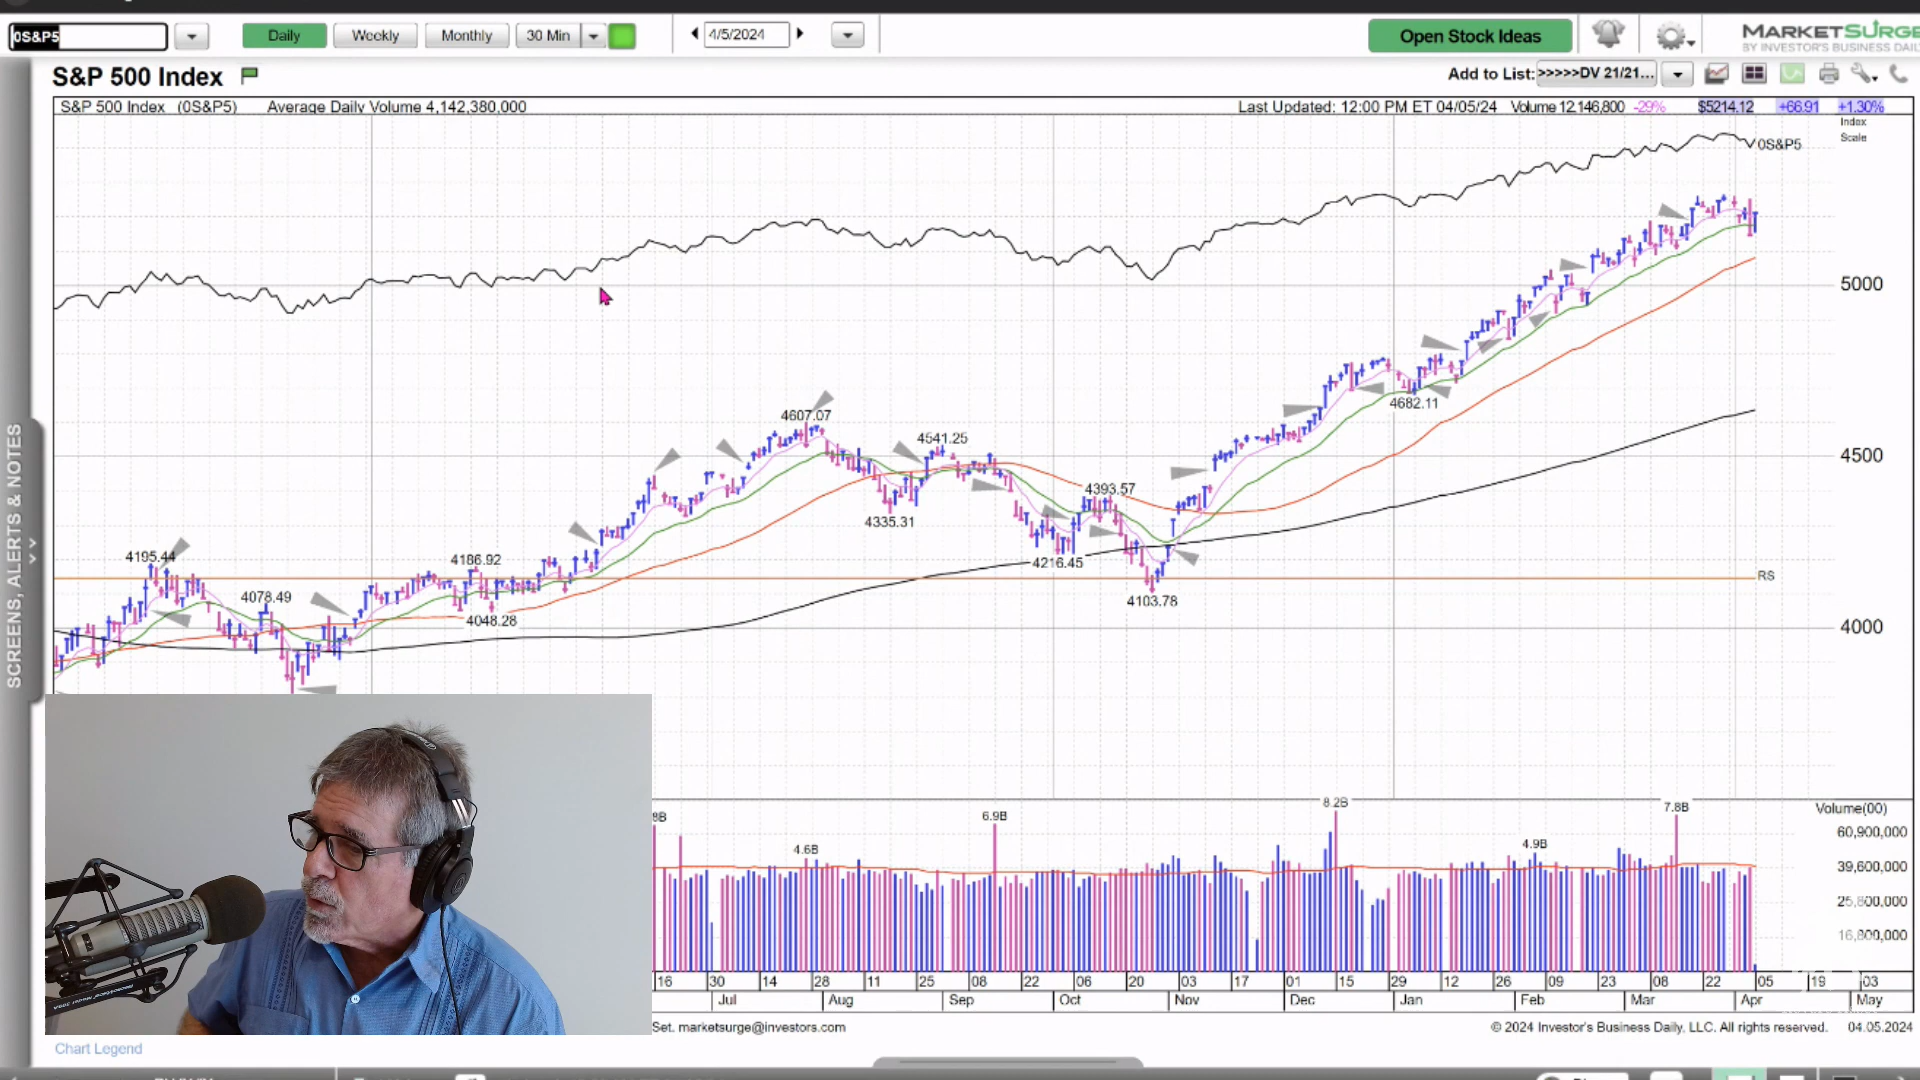 0S&P5
Daily
Weekly
Monthly
30 Min
4/5/2024
Open Stock Ideas
MARKETSURGE
BY INVESTOR'S BUSINESS DAILY
S&P 500 Index
Add to List: >>>>>DV 21/21...
S&P 500 Index (0S&P5) Average Daily Volume 4,142,380,000
Last Updated: 12:00 PM ET 04/05/24 Volume 12,146,800 -29% $5214.12 +66.91 +1.30%
Index
Scale
0S&P5
5000
4682.11
4607.07
4541.25
4500
4393.57
4335.31
4195.44
4186.92
4216.45
RS
4078.49
4103.78
4048.28
4000
SCREENS, ALERTS & NOTES
8B
4.6B
6.9B
8.2B
4.9B
7.8B
Volume(00)
60,900,000
39,600,000
25,800,000
16,800,000
16 30 14 28 11 25 08 22 06 20 03 17 01 15 29 12 26 09 23 08 22 05 19 03
Jul Aug Sep Oct Nov Dec Jan Feb Mar Apr May
Set. marketsurge@investors.com
© 2024 Investor's Business Daily, LLC. All rights reserved. 04.05.2024
Chart Legend